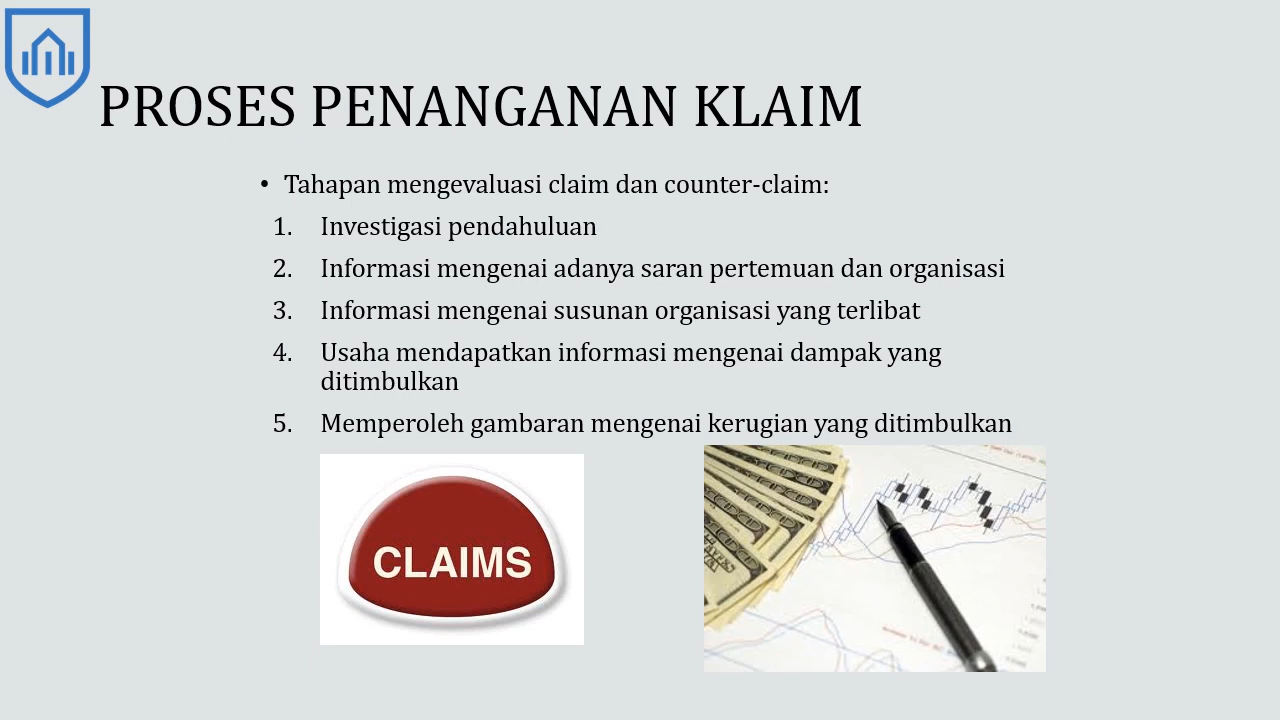 PROSES PENANGANAN KLAIM
• Tahapan mengevaluasi claim dan counter-claim:
1. Investigasi pendahuluan
2. Informasi mengenai adanya saran pertemuan dan organisasi
3. Informasi mengenai susunan organisasi yang terlibat
4. Usaha mendapatkan informasi mengenai dampak yang
ditimbulkan
5. Memperoleh gambaran mengenai kerugian yang ditimbulkan
CLAIMS